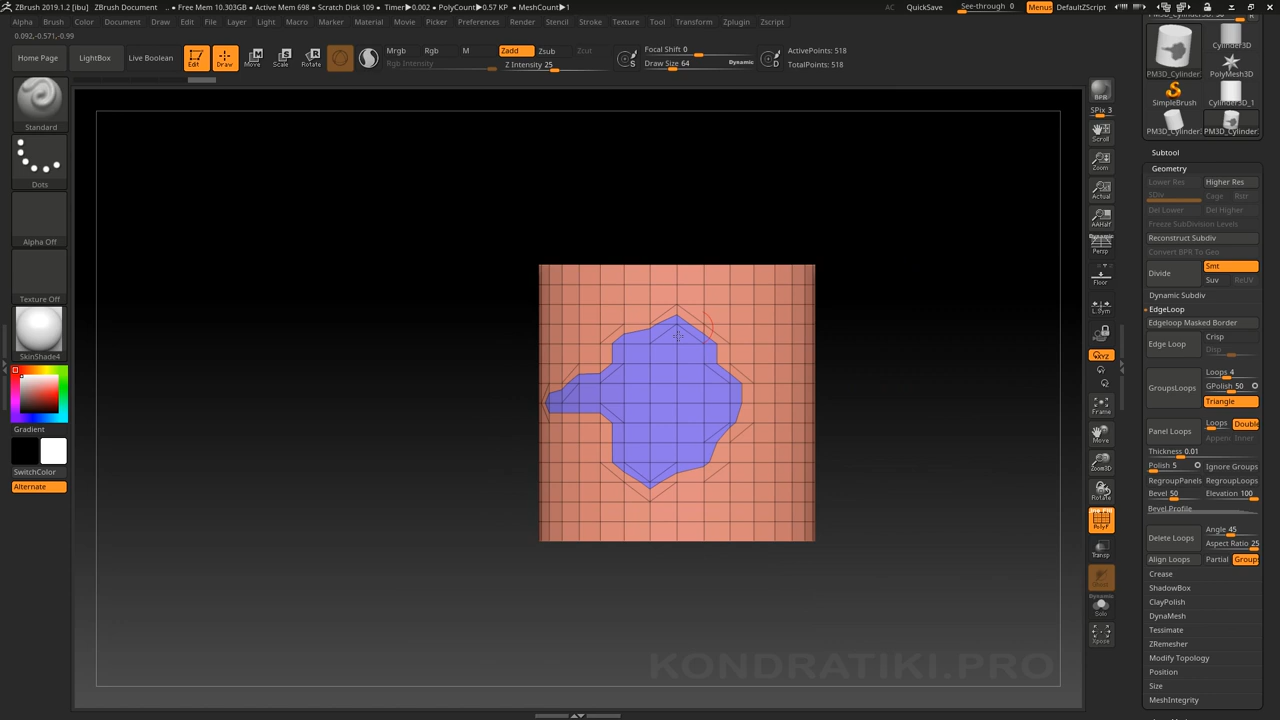 ZBrush 2019.1.2 [ibu]
ZBrush Document
.. ● Free Mem 10.303GB ● Active Mem 698 ● Scratch Disk 109 ● Timer▶0.002 ● PolyCount▶0.57 KP ● MeshCount▶1
AC
QuickSave
See-through 0
Menus
DefaultZScript
Alpha Brush Color Document Draw Edit File Layer Light Macro Marker Material Movie Picker Preferences Render Stencil Stroke Texture Tool Transform Zplugin Zscript
0.092,-0.571,-0.99
Home Page
LightBox
Live Boolean
Edit
Draw
Move
Scale
Rotate
Mrgb
Rgb
M
Rgb Intensity
Zadd
Zsub
Zcut
Z Intensity 25
S
Focal Shift 0
Draw Size 64
Dynamic
D
ActivePoints: 518
TotalPoints: 518
Standard
Dots
Alpha Off
Texture Off
SkinShade4
Gradient
SwitchColor
Alternate
BPR
SPix 3
Scroll
Zoom
Actual
AAHalf
Dynamic
Persp
Floor
L.Sym
XYZ
Frame
Move
Zoom3D
Rotate
Line Fill
PolyF
Transp
Dynamic
Solo
Xpose
Cylinder3D
PM3D_Cylinder
PolyMesh3D
SimpleBrush
Cylinder3D_1
PM3D_Cylinder
PM3D_Cylinder
Subtool
Geometry
Lower Res
Higher Res
SDiv
Cage
Rstr
Del Lower
Del Higher
Freeze SubDivision Levels
Reconstruct Subdiv
Convert BPR To Geo
Divide
Smt
Suv
ReUV
Dynamic Subdiv
EdgeLoop
Edgeloop Masked Border
Edge Loop
Crisp
Disp
GroupsLoops
Loops 4
GPolish 50
Triangle
Panel Loops
Loops
Double
Append
Inner
Thickness 0.01
Polish 5
Ignore Groups
RegroupPanels
RegroupLoops
Bevel 50
Elevation 100
Bevel Profile
Delete Loops
Angle 45
Aspect Ratio 25
Align Loops
Partial
Groups
Crease
ShadowBox
ClayPolish
DynaMesh
Tessimate
ZRemesher
Modify Topology
Position
Size
MeshIntegrity
KONDRATIKI.PRO